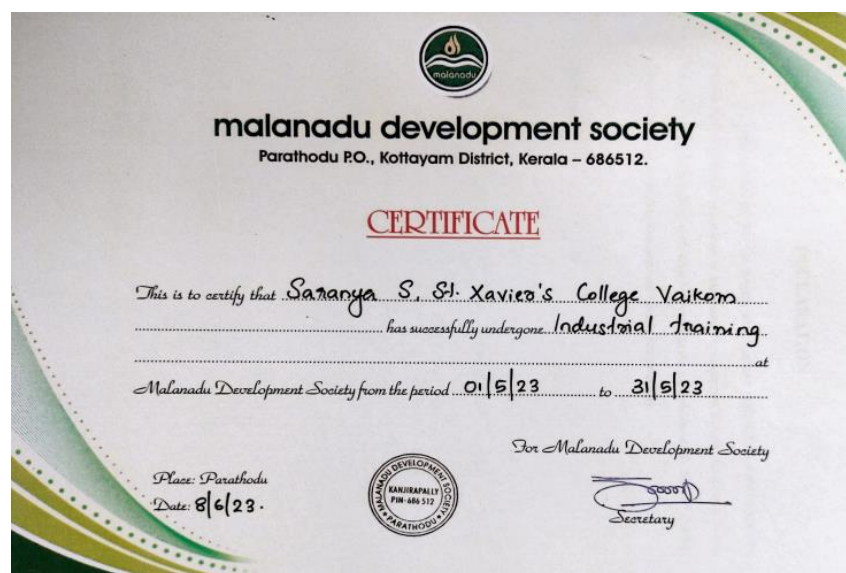 malanadu
malanadu development society
Parathodu P.O., Kottayam District, Kerala – 686512.
CERTIFICATE
This is to certify that Saranya S, St. Xavier's College Vaikom
has successfully undergone Industrial training
at
Malanadu Development Society from the period 01/5/23 to 31/5/23
For Malanadu Development Society
Place: Parathodu
Date: 8/6/23.
MALANADU DEVELOPMENT SOCIETY
KANJIRAPALLY
PIN-686 512
PARATHODU
Secretary